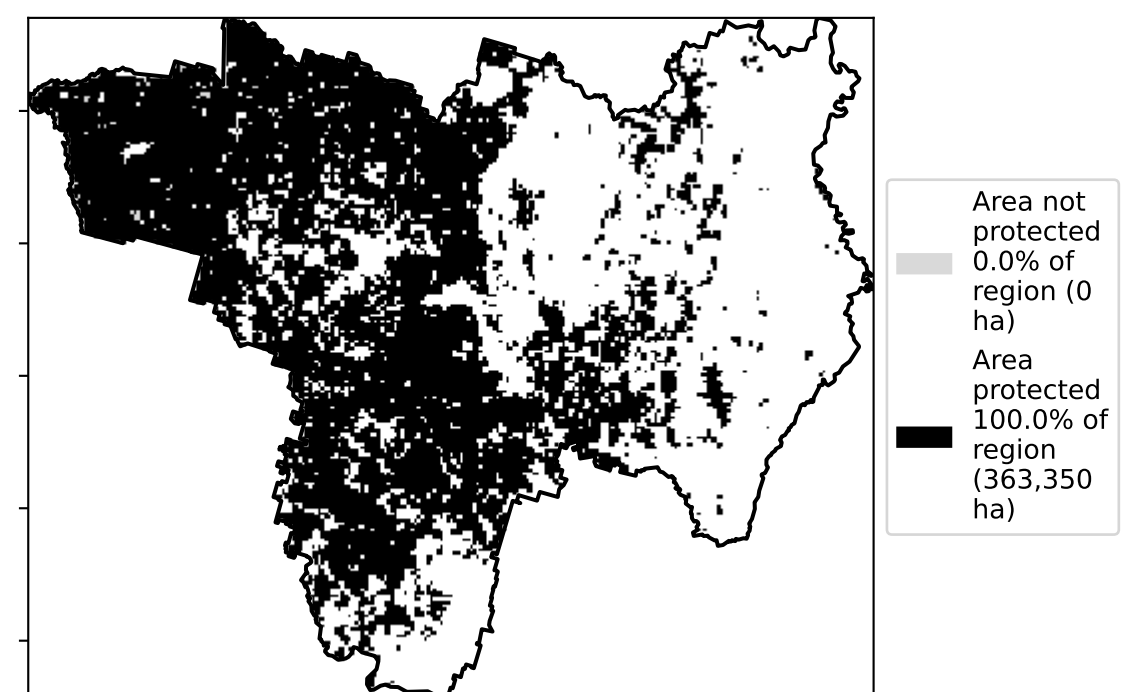 Area not
protected
0.0% of
region (0
ha)
Area
protected
100.0% of
region
(363,350
ha)